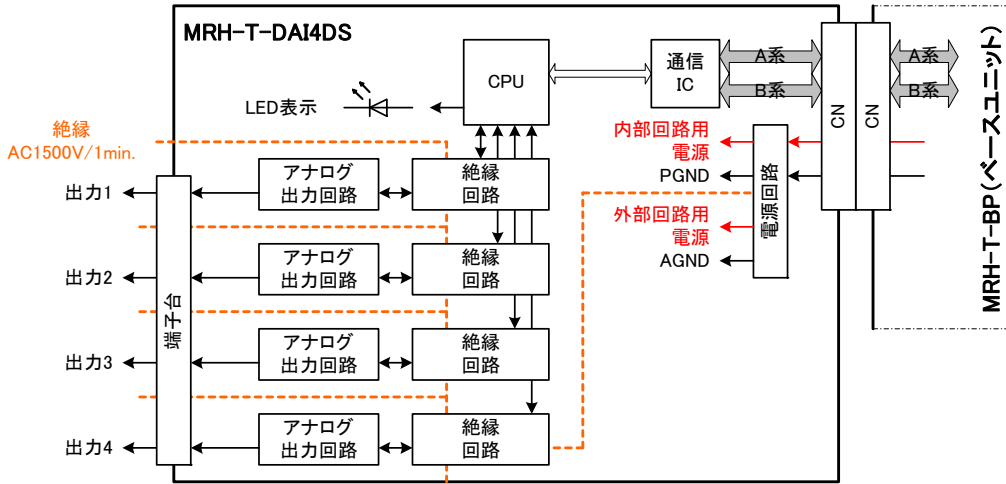 MRH-T-DAI4DS
CPU
通信
IC
A系
B系
CN
CN
A系
B系
MRH-T-BP(ベースユニット)
LED表示
絶縁
AC1500V/1min.
内部回路用
電源
PGND
外部回路用
電源
AGND
電源回路
端子台
出力1
アナログ
出力回路
絶縁
回路
出力2
アナログ
出力回路
絶縁
回路
出力3
アナログ
出力回路
絶縁
回路
出力4
アナログ
出力回路
絶縁
回路